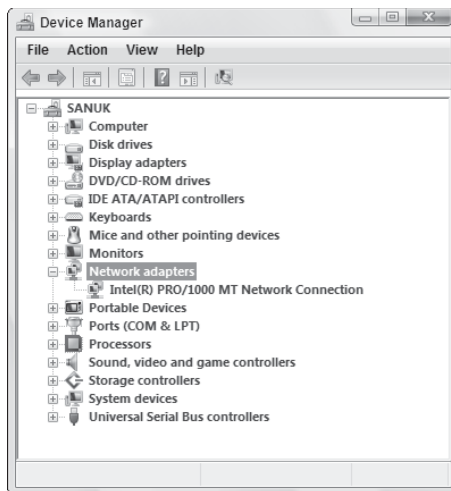 Device Manager
File Action View Help
SANUK
Computer
Disk drives
Display adapters
DVD/CD-ROM drives
IDE ATA/ATAPI controllers
Keyboards
Mice and other pointing devices
Monitors
Network adapters
Intel(R) PRO/1000 MT Network Connection
Portable Devices
Ports (COM & LPT)
Processors
Sound, video and game controllers
Storage controllers
System devices
Universal Serial Bus controllers